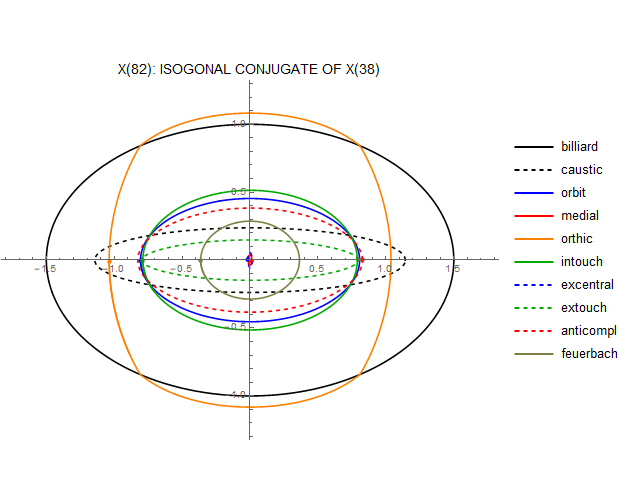 X(82): ISOGONAL CONJUGATE OF X(38)
1.0
0.5
−1.5
−1.0
−0.5
0.5
1.0
1.5
−0.5
−1.0
billiard
caustic
orbit
medial
orthic
intouch
excentral
extouch
anticompl
feuerbach